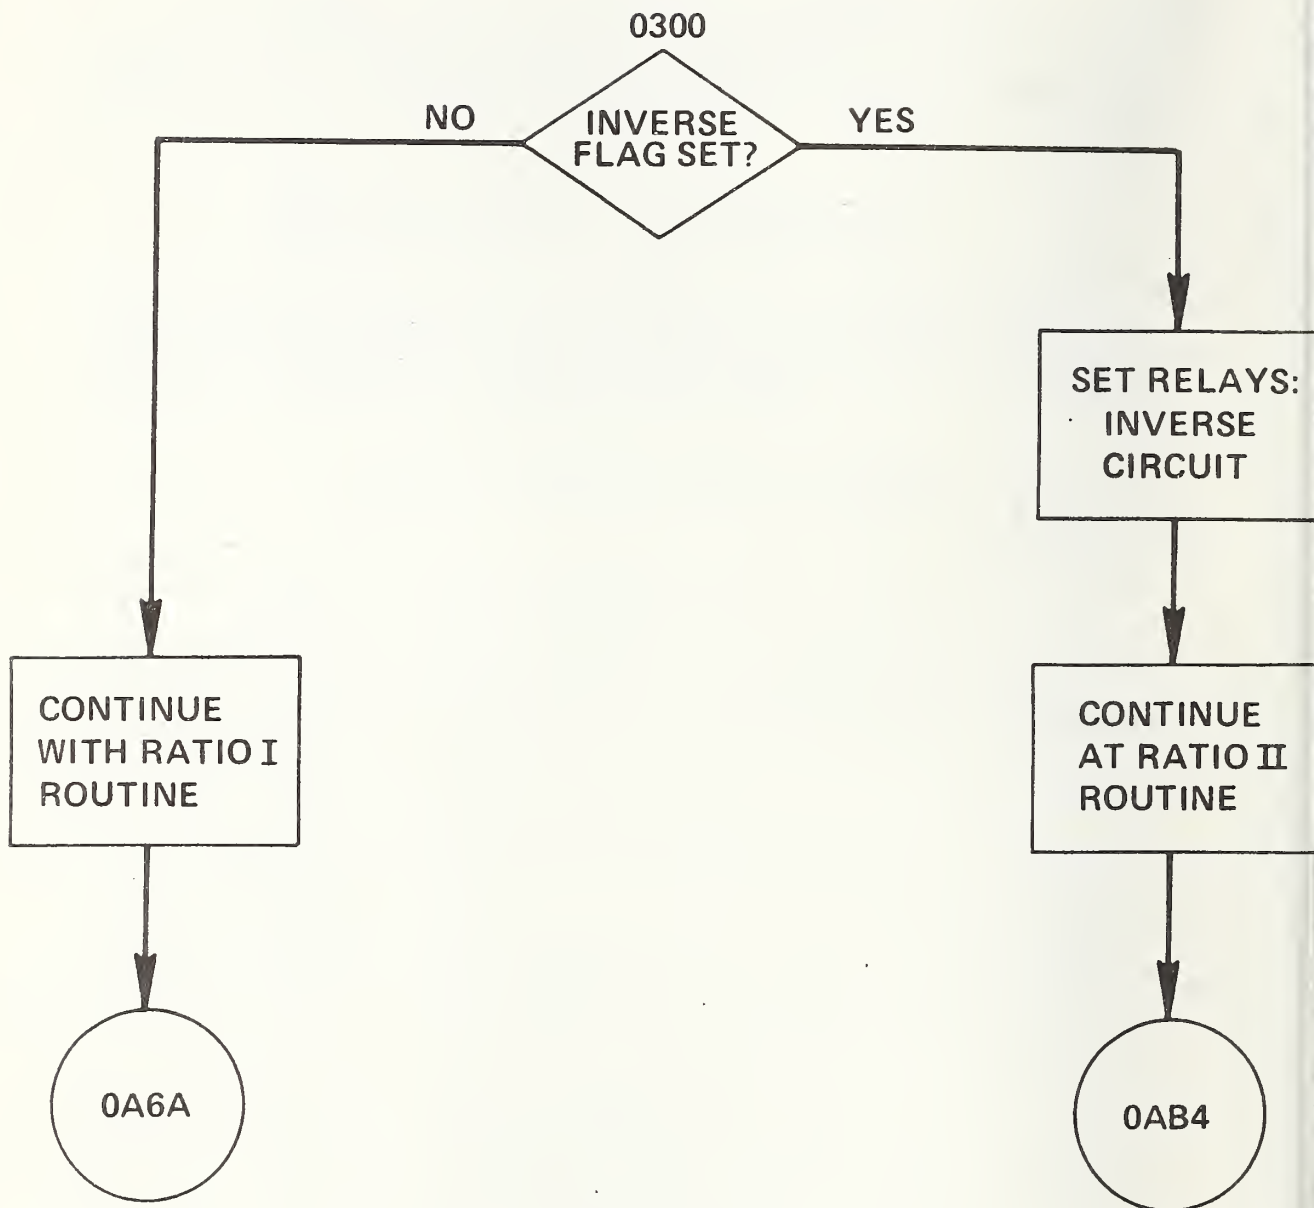 0300
NO
INVERSE
FLAG SET?
YES
SET RELAYS:
INVERSE
CIRCUIT
CONTINUE
WITH RATIO I
ROUTINE
CONTINUE
AT RATIO II
ROUTINE
0A6A
0AB4